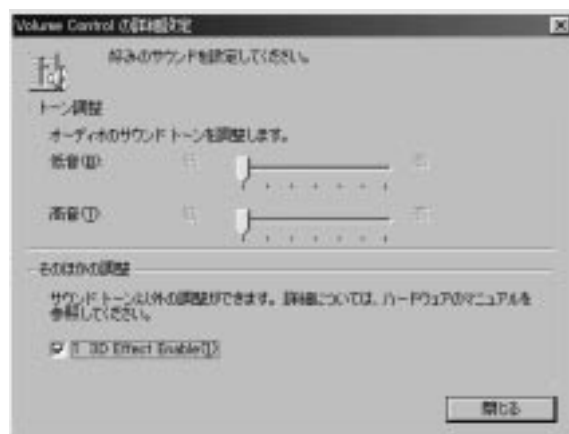 Volume Control の詳細設定
好みのサウンドを設定してください。
トーン調整
オーディオのサウンド トーンを調整します。
低音(B):
高音(T):
そのほかの調整
サウンド トーン以外の調整ができます。詳細については、ハードウェアのマニュアルを
参照してください。
1 3D Effect Enable(1)
閉じる